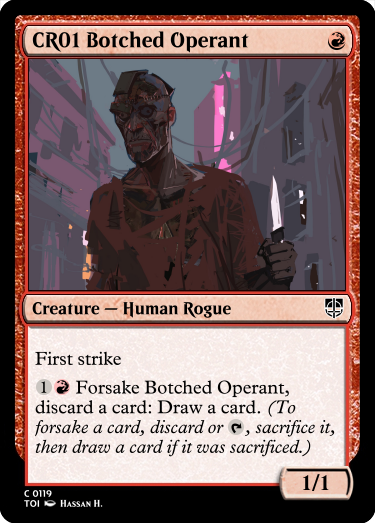 CR01 Botched Operant
Creature — Human Rogue
First strike
1 Forsake Botched Operant,
discard a card: Draw a card. (To
forsake a card, discard or , sacrifice it,
then draw a card if it was sacrificed.)
1/1
C 0119
TOI HASSAN H.